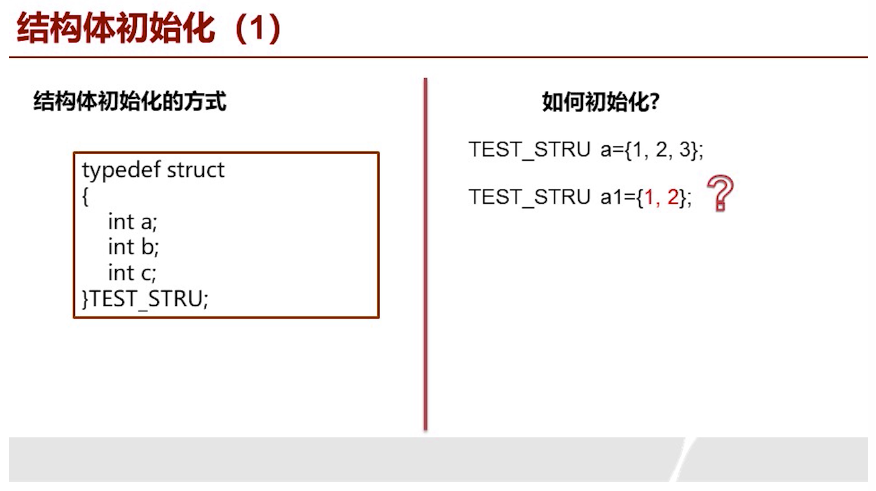 结构体初始化（1）
结构体初始化的方式
typedef struct
{
int a;
int b;
int c;
}TEST_STRU;
如何初始化?
TEST_STRU a={1, 2, 3};
TEST_STRU a1={1, 2}; ?